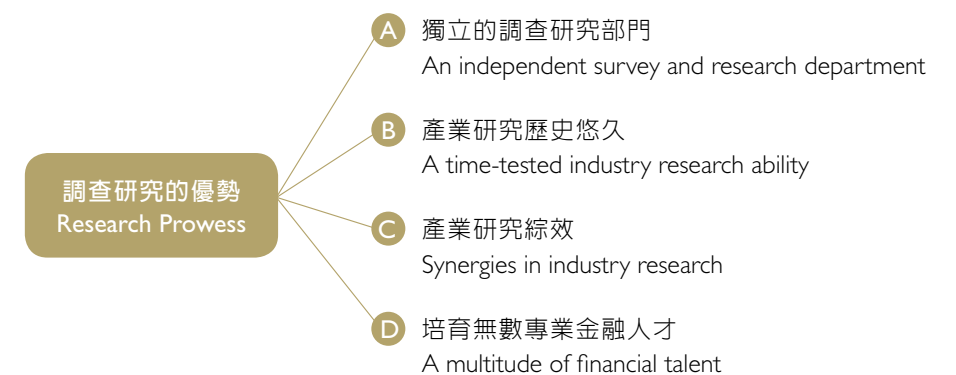 調查研究的優勢
Research Prowess
A
獨立的調查研究部門
An independent survey and research department
B
產業研究歷史悠久
A time-tested industry research ability
C
產業研究綜效
Synergies in industry research
D
培育無數專業金融人才
A multitude of financial talent